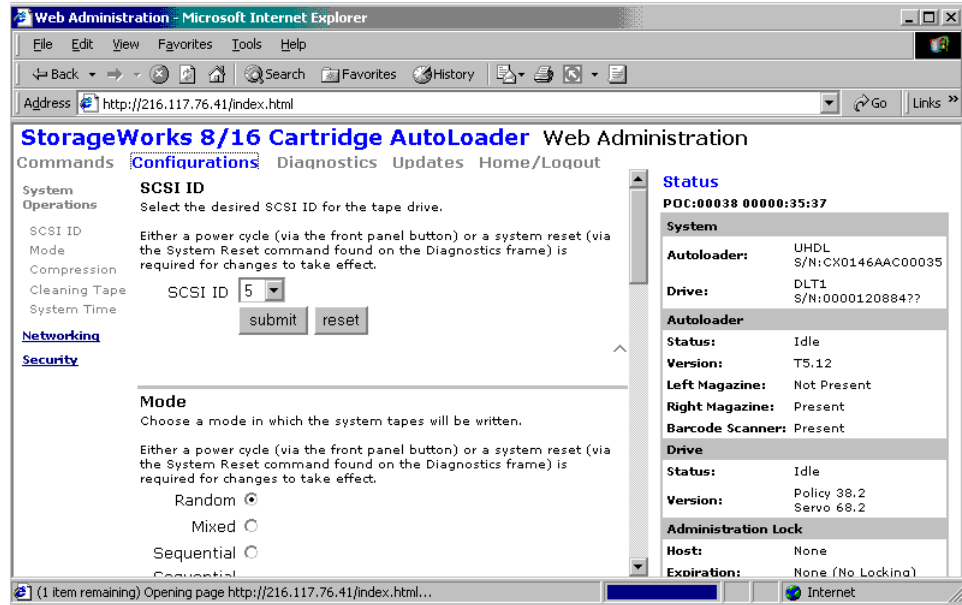 Web Administration - Microsoft Internet Explorer
File Edit View Favorites Tools Help
Back Search Favorites History
Address http://216.117.76.41/index.html Go Links »
StorageWorks 8/16 Cartridge AutoLoader Web Administration
Commands Configurations Diagnostics Updates Home/Logout
System
Operations
SCSI ID
Mode
Compression
Cleaning Tape
System Time
Networking
Security
SCSI ID
Select the desired SCSI ID for the tape drive.
Either a power cycle (via the front panel button) or a system reset (via
the System Reset command found on the Diagnostics frame) is
required for changes to take effect.
SCSI ID 5
submit reset
Mode
Choose a mode in which the system tapes will be written.
Either a power cycle (via the front panel button) or a system reset (via
the System Reset command found on the Diagnostics frame) is
required for changes to take effect.
Random
Mixed
Sequential
Sequential
Status
POC:00038 00000:35:37
System
Autoloader: UHDL
S/N:CX0146AAC00035
Drive: DLT1
S/N:0000120884??
Autoloader
Status: Idle
Version: T5.12
Left Magazine: Not Present
Right Magazine: Present
Barcode Scanner: Present
Drive
Status: Idle
Version: Policy 38.2
Servo 68.2
Administration Lock
Host: None
Expiration: None (No Locking)
(1 item remaining) Opening page http://216.117.76.41/index.html... Internet